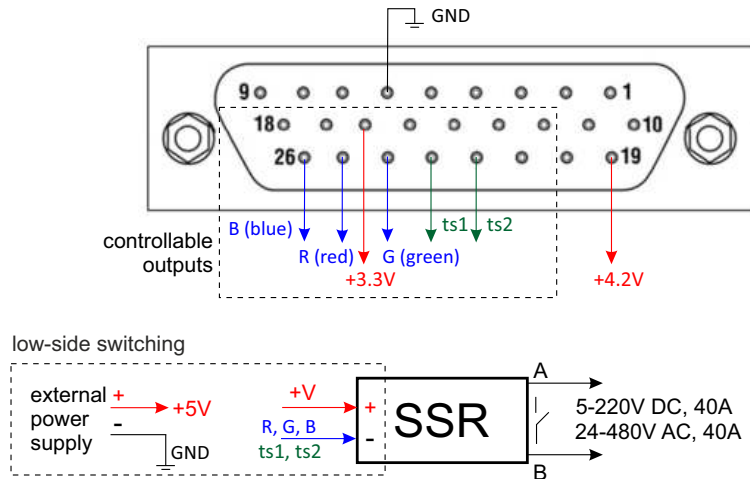 GND
9 1
18 10
26 19
B (blue) ts1 ts2
controllable
outputs
R (red) G (green)
+3.3V +4.2V
low-side switching
external
power
supply
+ +5V
- GND
+V
R, G, B
ts1, ts2
+
-
SSR
A
5-220V DC, 40A
24-480V AC, 40A
B